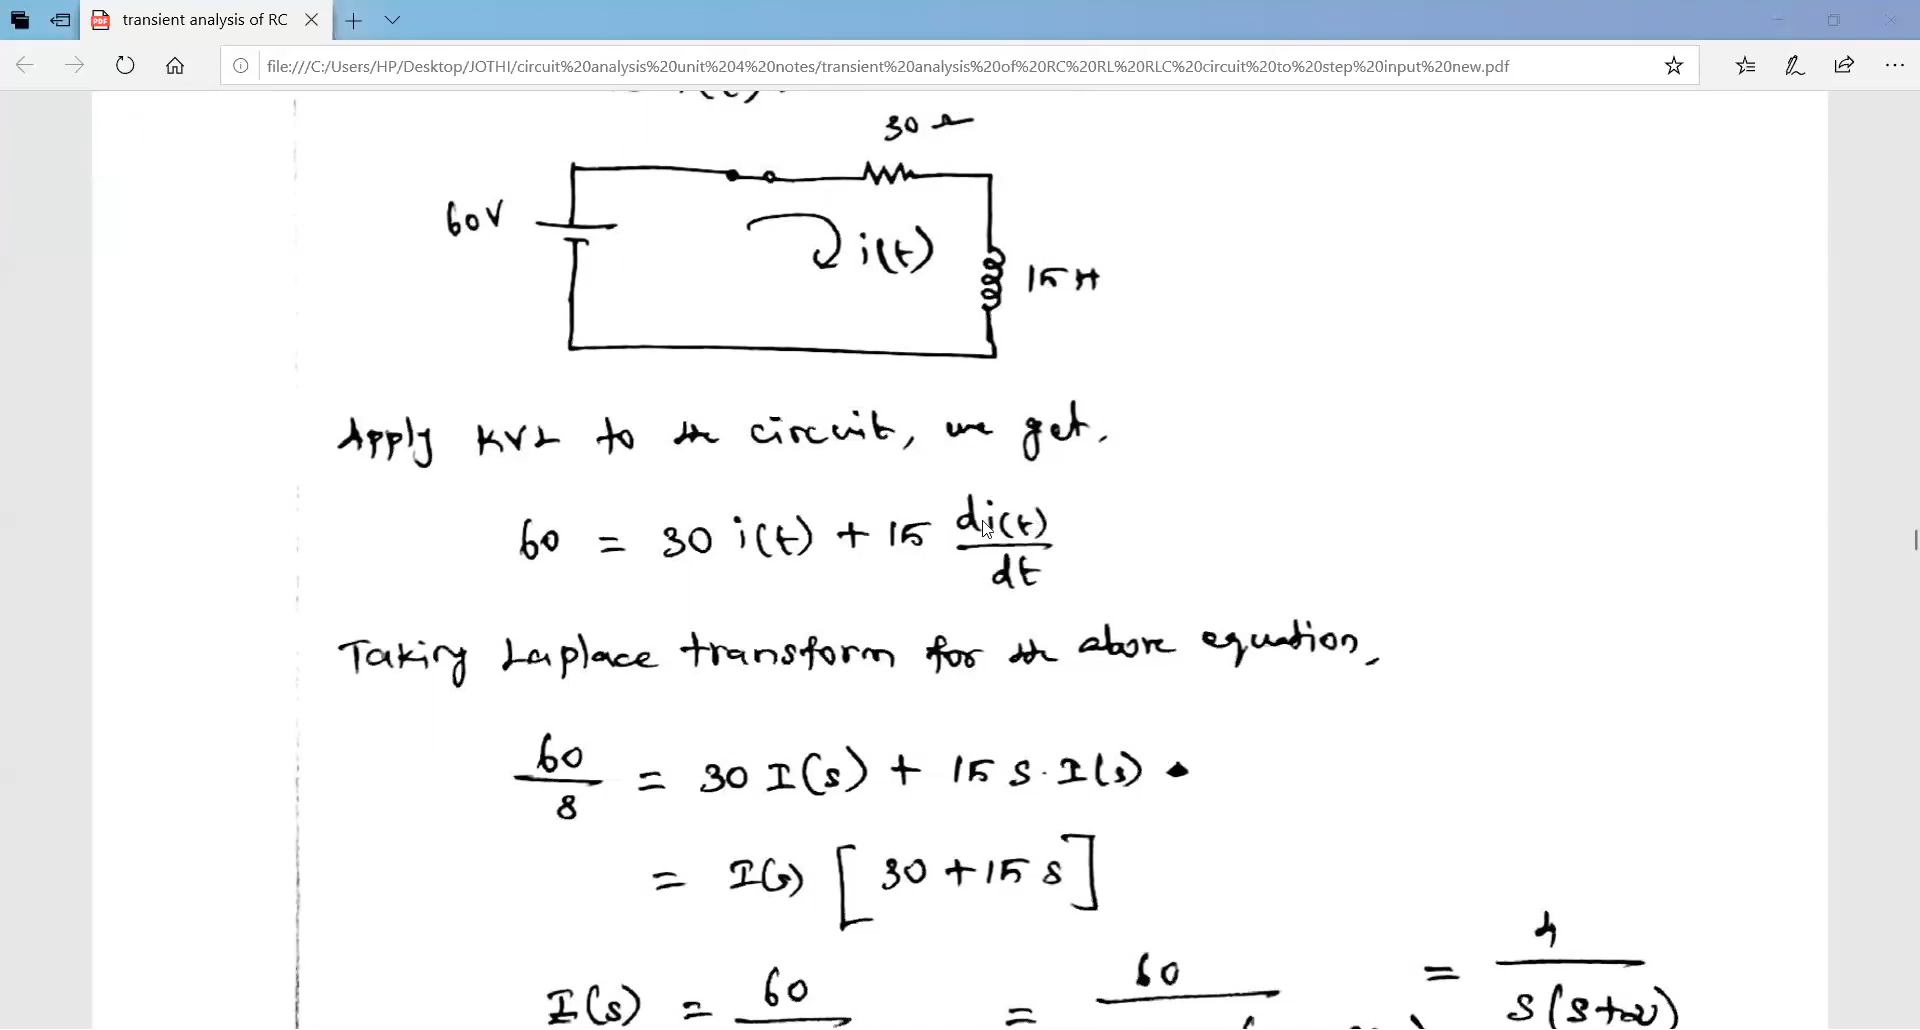 transient analysis of RC
file:///C:/Users/HP/Desktop/JOTHI/circuit%20analysis%20unit%204%20notes/transient%20analysis%20of%20RC%20RL%20RLC%20circuit%20to%20step%20input%20new.pdf
30 Ω
60V
i(t)
15 H
Apply KVL to the circuit, we get,
60 = 30 i(t) + 15 di(t)/dt
Taking Laplace transform for the above equation,
60/s = 30 I(s) + 15 s · I(s)
= I(s) [30 + 15 s]
I(s) = 60 = 60 = 4/s(s+2)